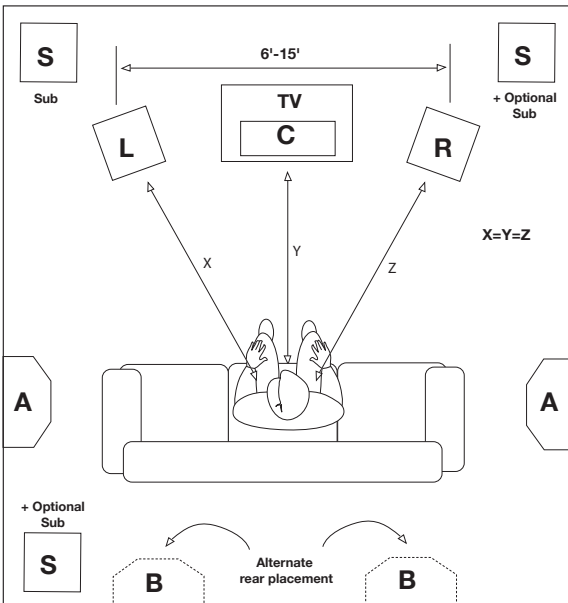 S
6'-15'
S
Sub
TV
+ Optional
Sub
C
L
R
X=Y=Z
X
Y
Z
A
A
+ Optional
Sub
S
Alternate
rear placement
B
B